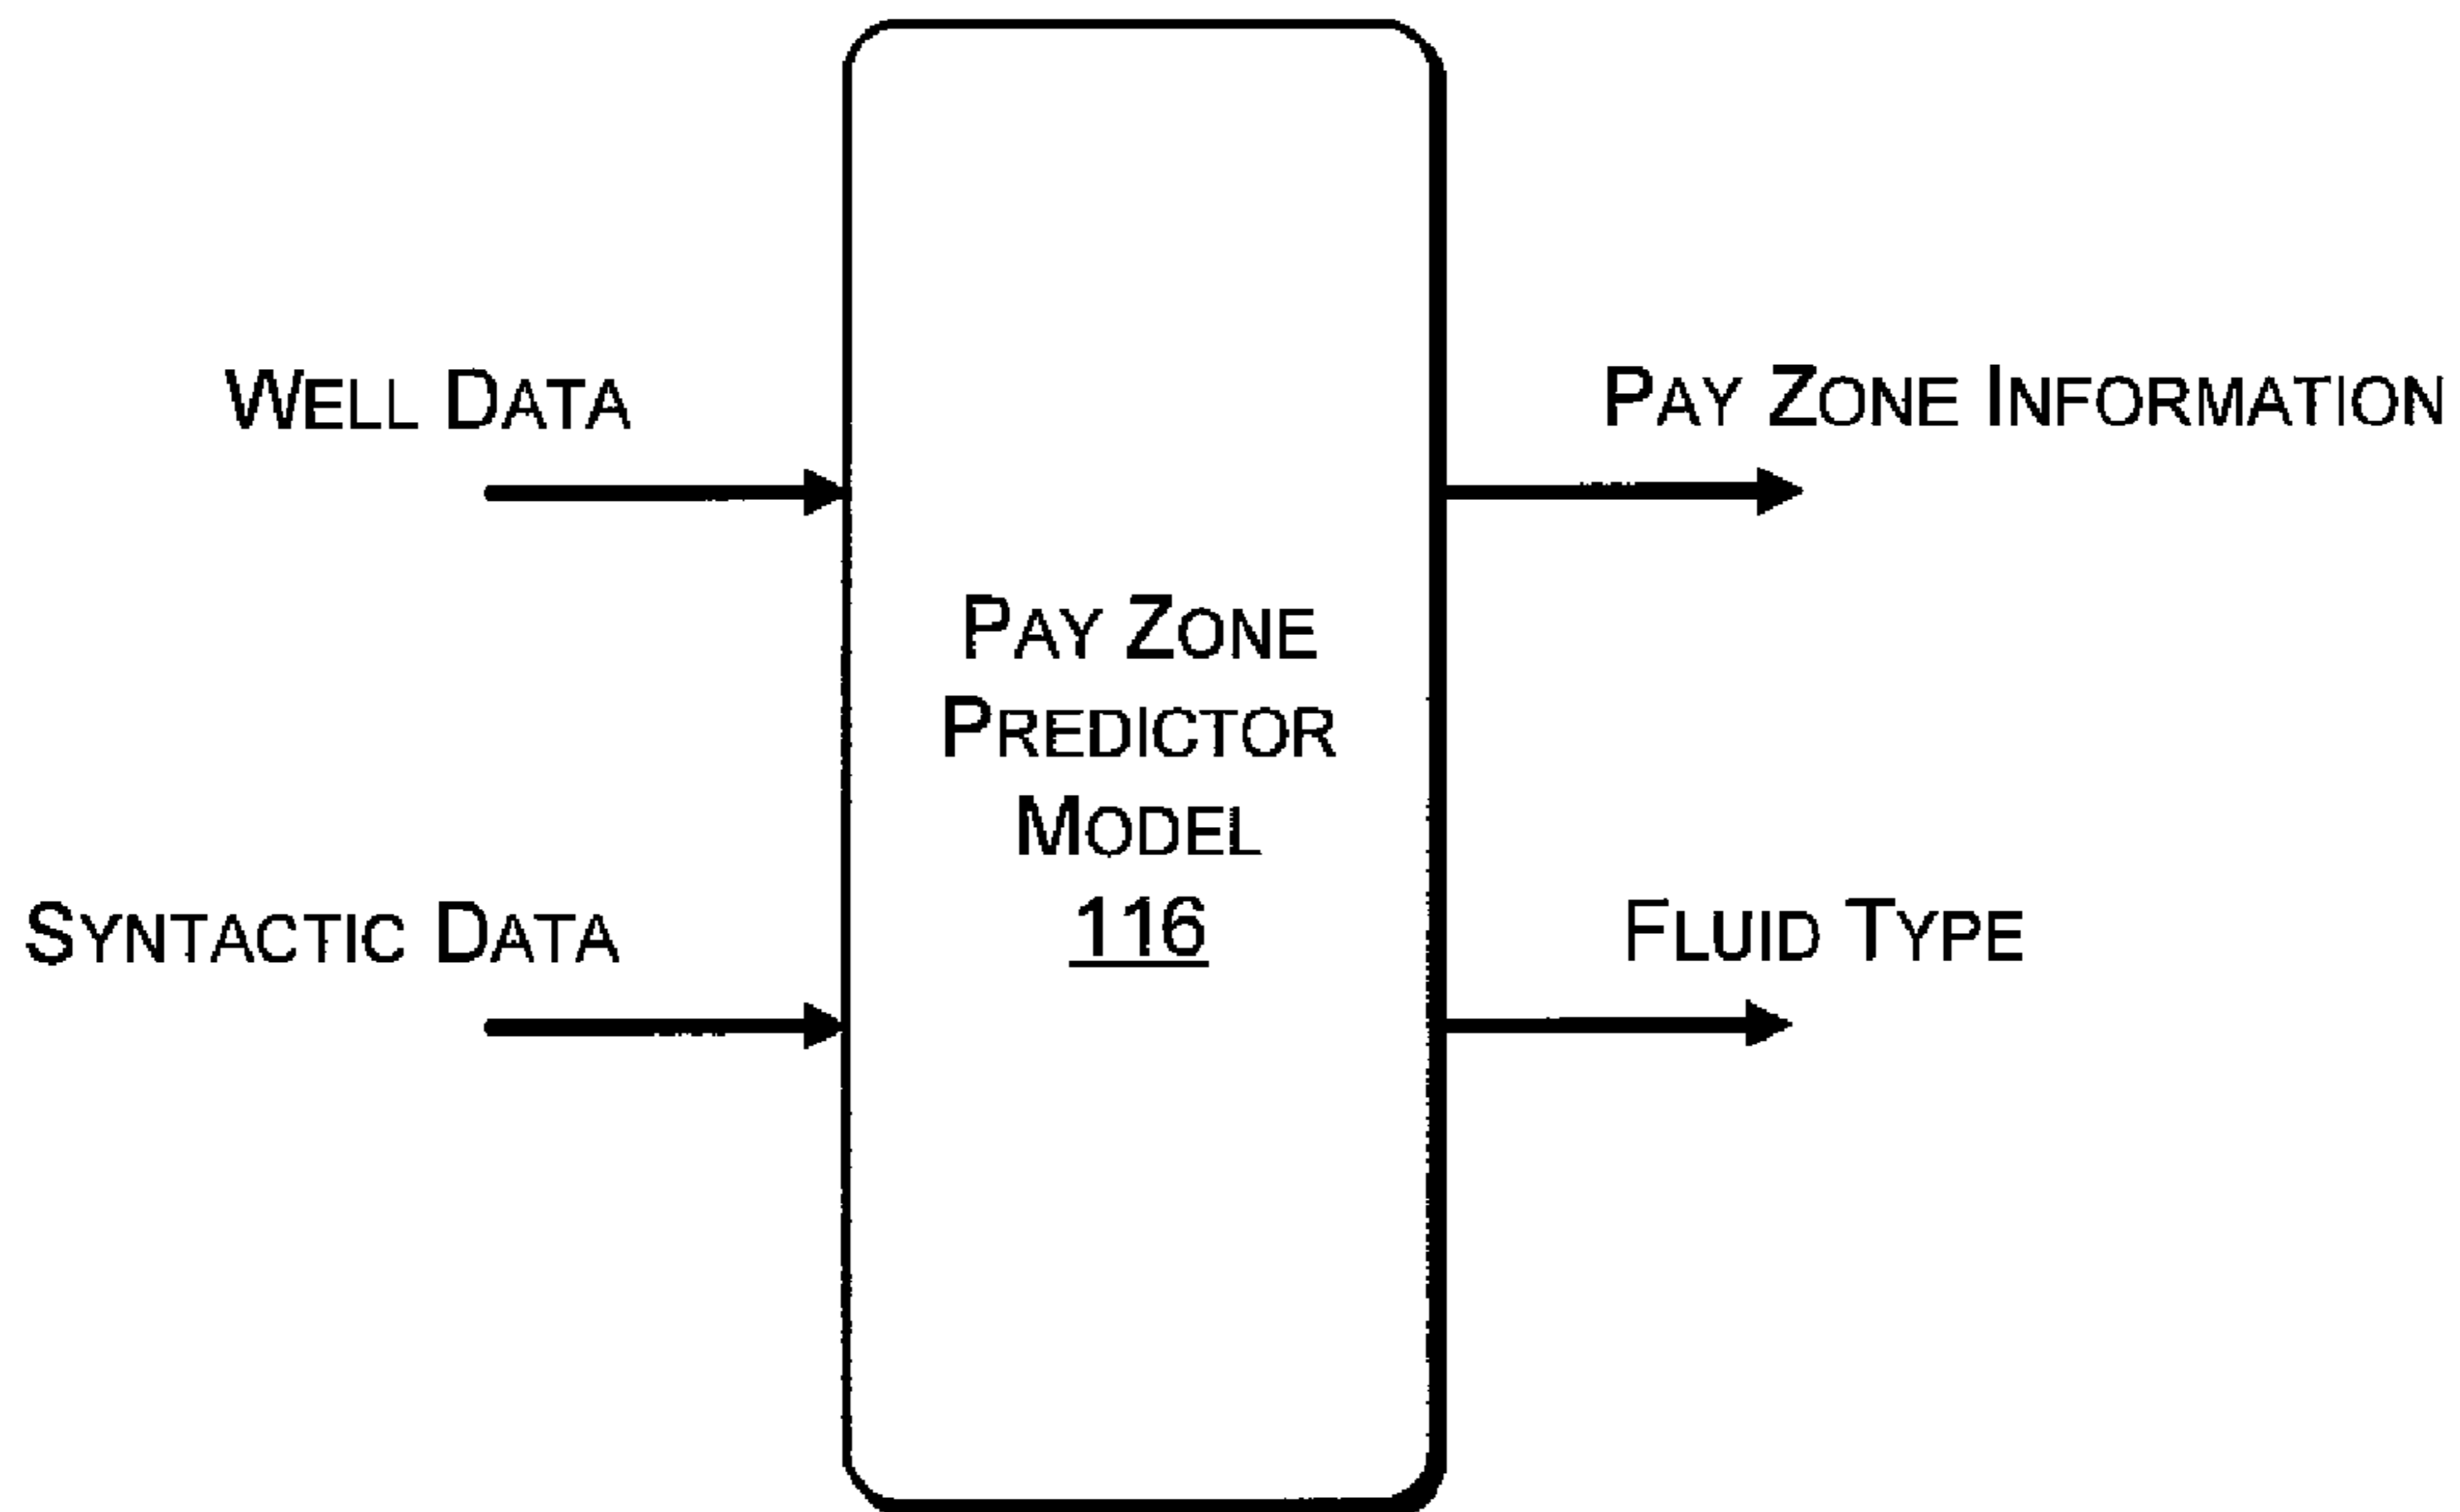 Well Data
Pay Zone Information
Pay Zone
Predictor
Model
116
Syntactic Data
Fluid Type